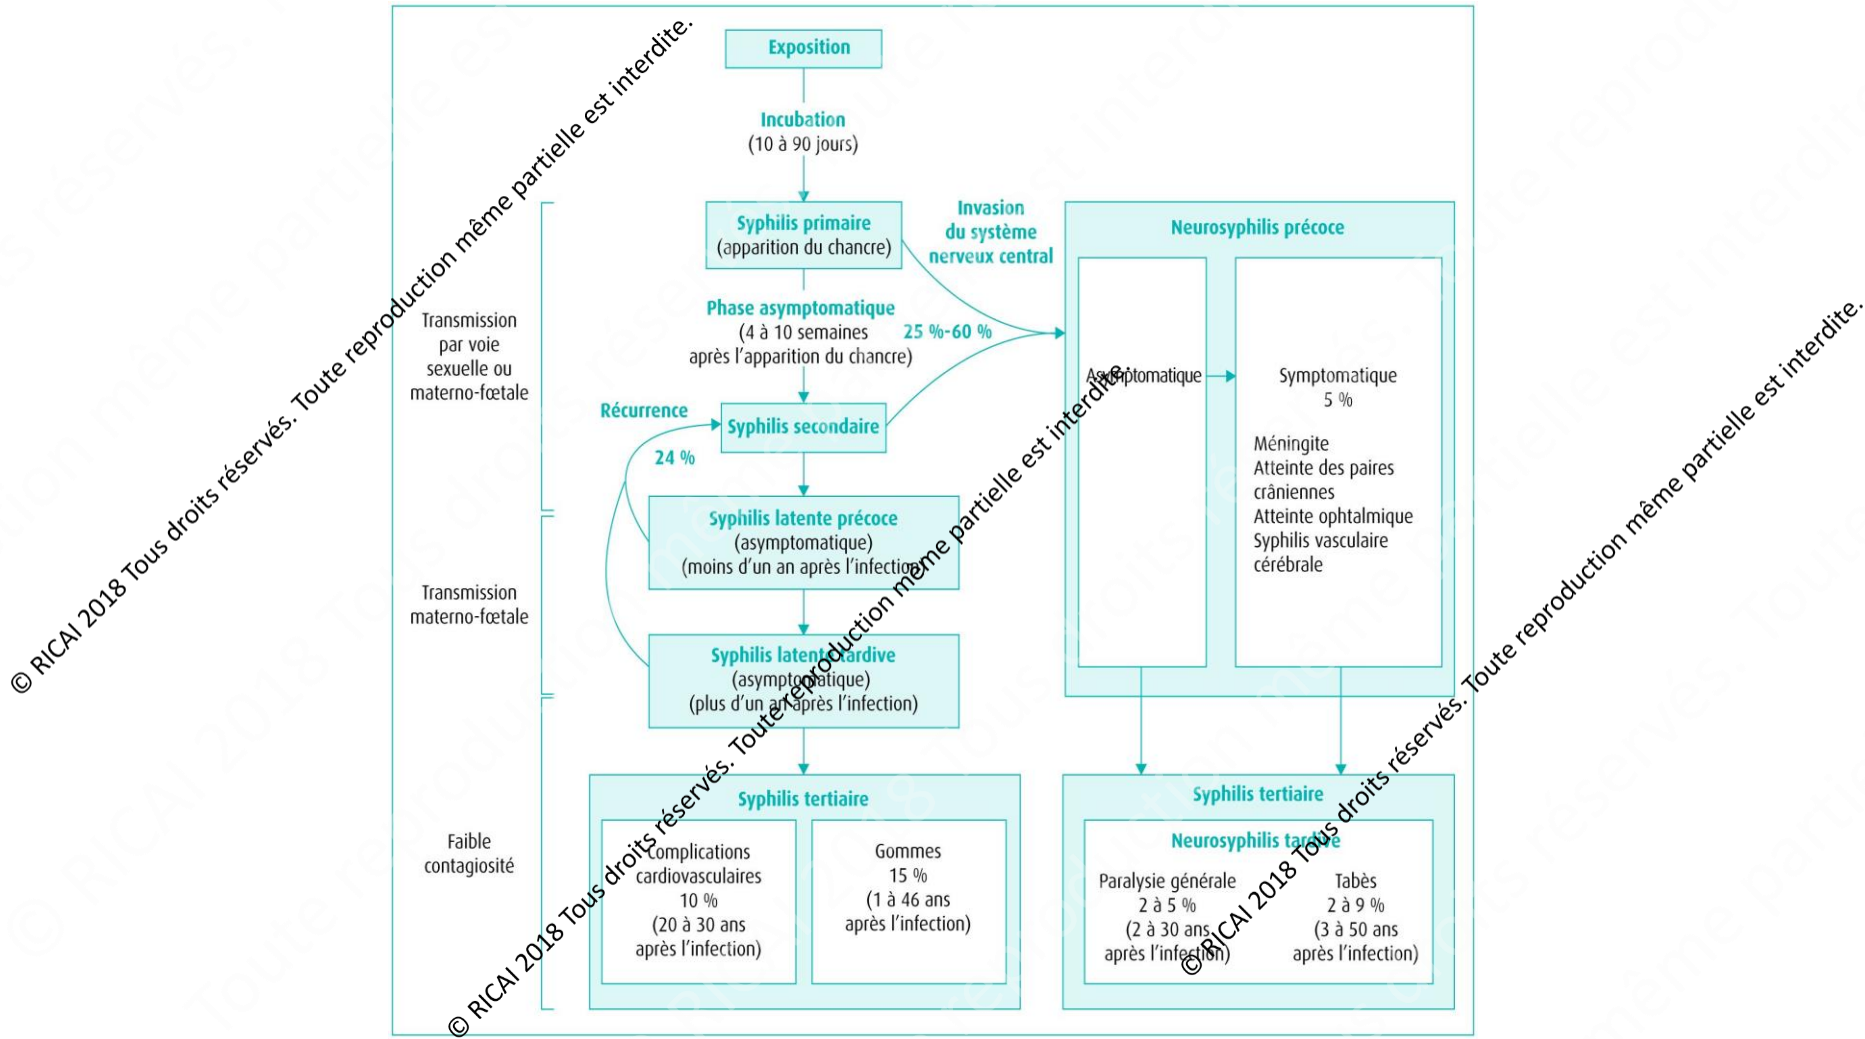 Exposition
Incubation
(10 à 90 jours)
Syphilis primaire
(apparition du chancre)
Invasion
du système
nerveux central
Phase asymptomatique
(4 à 10 semaines
après l'apparition du chancre)
25 %-60 %
Récurrence
24 %
Syphilis secondaire
Syphilis latente précoce
(asymptomatique)
(moins d'un an après l'infection)
Syphilis latente tardive
(asymptomatique)
(plus d'un an après l'infection)
Transmission
par voie
sexuelle ou
materno-fœtale
Transmission
materno-fœtale
Faible
contagiosité
Neurosyphilis précoce
Asymptomatique
Symptomatique
5 %
Méningite
Atteinte des paires
crâniennes
Atteinte ophtalmique
Syphilis vasculaire
cérébrale
Syphilis tertiaire
Complications
cardiovasculaires
10 %
(20 à 30 ans
après l'infection)
Gommes
15 %
(1 à 46 ans
après l'infection)
Syphilis tertiaire
Neurosyphilis tardive
Paralysie générale
2 à 5 %
(2 à 30 ans
après l'infection)
Tabès
2 à 9 %
(3 à 50 ans
après l'infection)
© RICAI 2018 Tous droits réservés. Toute reproduction même partielle est interdite.
© RICAI 2018 Tous droits réservés. Toute reproduction même partielle est interdite.
© RICAI 2018 Tous droits réservés. Toute reproduction même partielle est interdite.